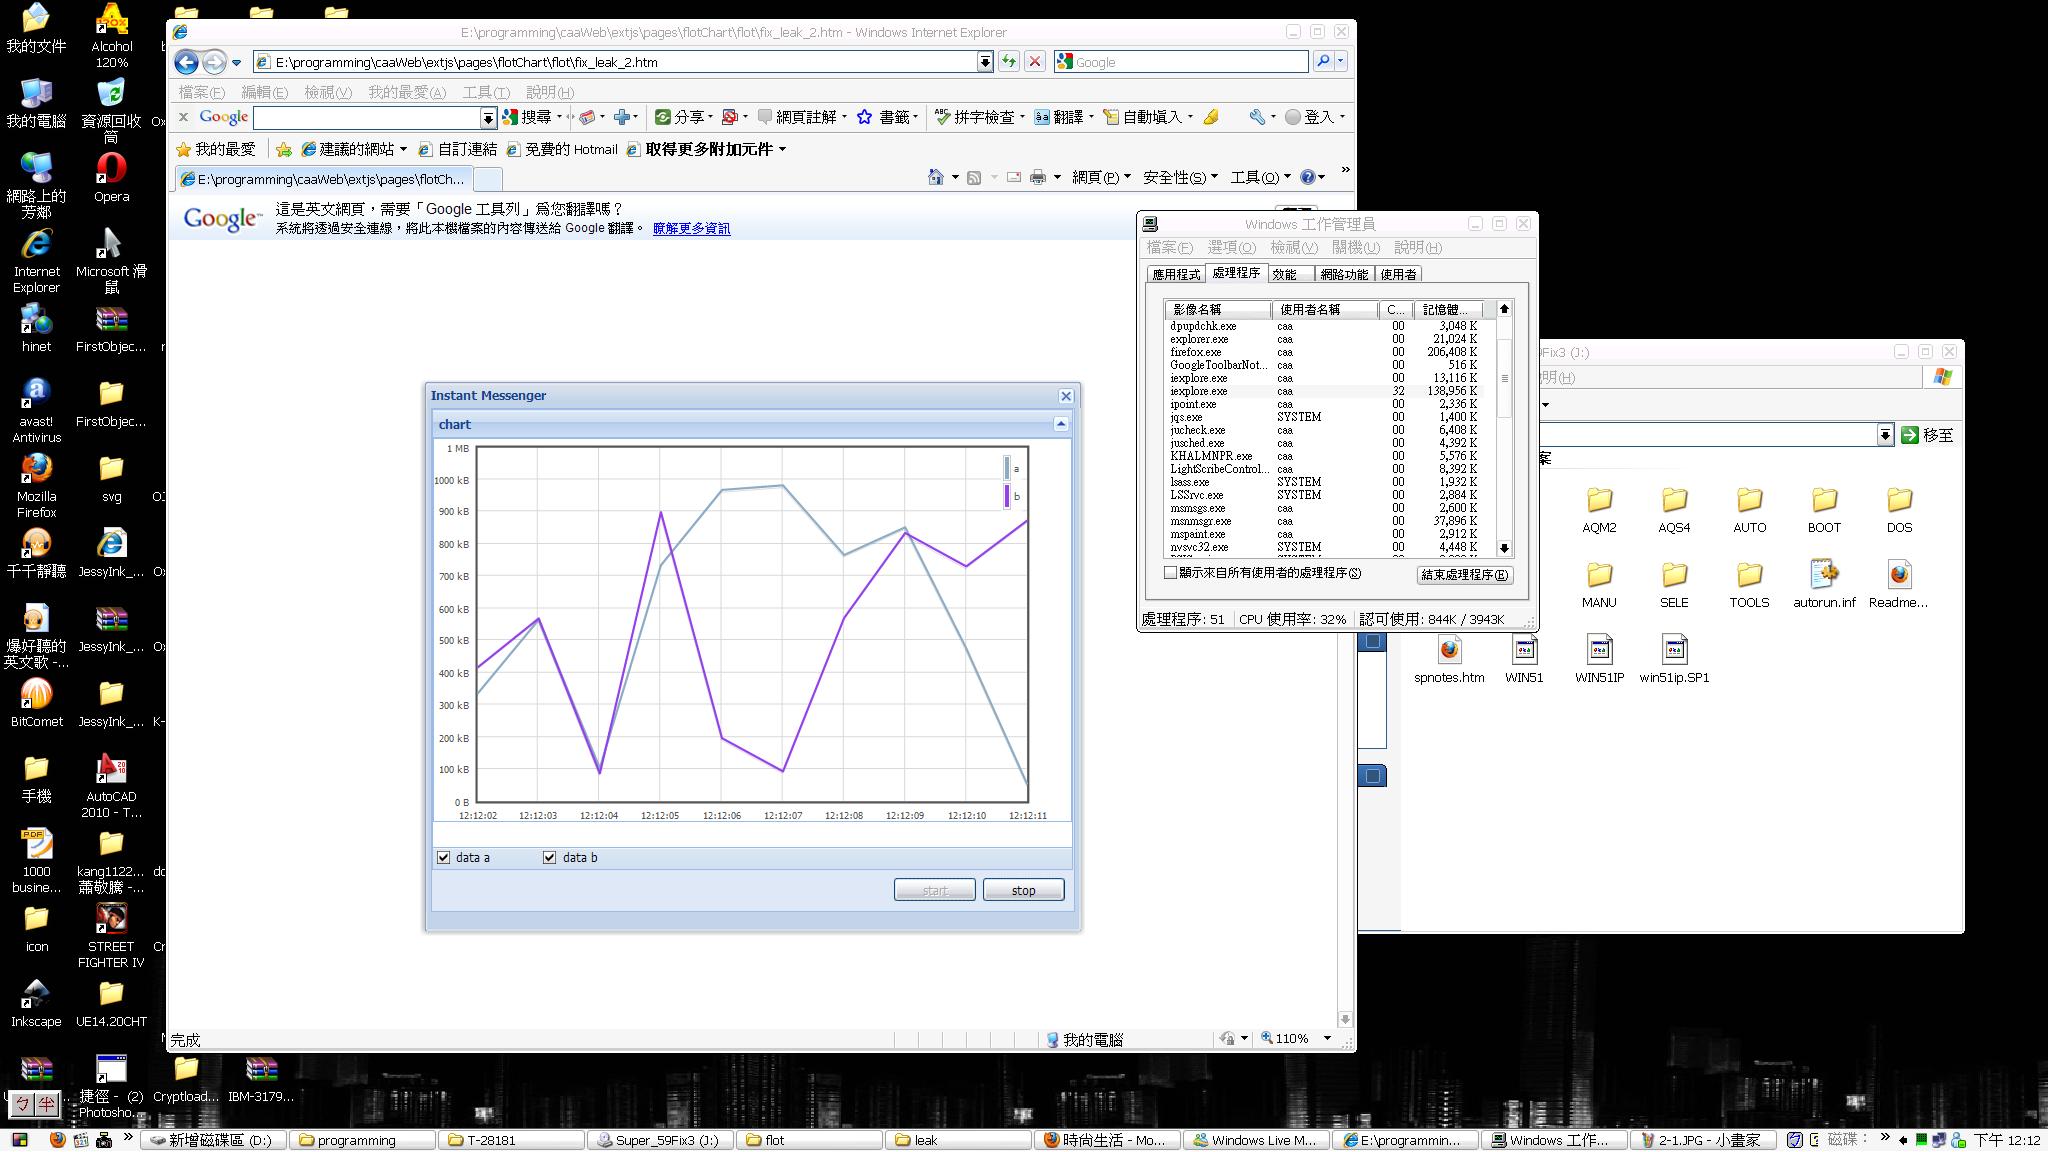 我的文件
Alcohol 120%
我的電腦
資源回收筒
網路上的芳鄰
Opera
Internet Explorer
Microsoft 滑鼠
hinet
FirstObjec...
avast! Antivirus
FirstObjec...
Mozilla Firefox
svg
千千靜聽
JessyInk_...
爆好聽的英文歌 -...
JessyInk_...
BitComet
JessyInk_...
手機
AutoCAD 2010 - T...
1000 busine...
kang1122... 蕭敬騰 -...
icon
STREET FIGHTER IV
Inkscape
UE14.20CHT
捷徑 - (2) Photosho...
Cryptload...
IBM-3179...
E:\programming\caaWeb\extjs\pages\flotChart\flot\fix_leak_2.htm - Windows Internet Explorer
E:\programming\caaWeb\extjs\pages\flotChart\flot\fix_leak_2.htm
Google
檔案(F) 編輯(E) 檢視(V) 我的最愛(A) 工具(T) 說明(H)
x Google 搜尋 分享 網頁註解 書籤 拼字檢查 翻譯 自動填入 登入
我的最愛 建議的網站 自訂連結 免費的 Hotmail 取得更多附加元件
E:\programming\caaWeb\extjs\pages\flotCh...
網頁(P) 安全性(S) 工具(O)
Google 這是英文網頁，需要「Google 工具列」為您翻譯嗎？
系統將透過安全連線，將此本機檔案的內容傳送給 Google 翻譯。 瞭解更多資訊
Instant Messenger
chart
1 MB
1000 kB
900 kB
800 kB
700 kB
600 kB
500 kB
400 kB
300 kB
200 kB
100 kB
0 B
a
b
12:12:02 12:12:03 12:12:04 12:12:05 12:12:06 12:12:07 12:12:08 12:12:09 12:12:10 12:12:11
data a data b
start stop
完成 我的電腦 110%
Windows 工作管理員
檔案(F) 選項(O) 檢視(V) 關機(U) 說明(H)
應用程式 處理程序 效能 網路功能 使用者
影像名稱 使用者名稱 C... 記憶體...
dpupdchk.exe caa 00 3,048 K
explorer.exe caa 00 21,024 K
firefox.exe caa 00 206,408 K
GoogleToolbarNot... caa 00 516 K
iexplore.exe caa 00 13,116 K
iexplore.exe caa 32 138,956 K
ipoint.exe caa 00 2,336 K
jqs.exe SYSTEM 00 1,400 K
jucheck.exe caa 00 6,408 K
jusched.exe caa 00 4,392 K
KHALMNPR.exe caa 00 5,576 K
LightScribeControl... caa 00 8,392 K
lsass.exe SYSTEM 00 1,932 K
LSSrvc.exe SYSTEM 00 2,884 K
msmsgs.exe caa 00 2,600 K
msnmsgr.exe caa 00 37,896 K
mspaint.exe caa 00 2,912 K
nvsvc32.exe SYSTEM 00 4,448 K
顯示來自所有使用者的處理程序(S) 結束處理程序(E)
處理程序: 51 CPU 使用率: 32% 認可使用: 844K / 3943K
9Fix3 (J:)
說明(H)
移至
案
AQM2 AQS4 AUTO BOOT DOS
MANU SELE TOOLS autorun.inf Readme...
spnotes.htm WIN51 WIN51IP win51ip.SP1
ㄅ 半
新增磁碟區 (D:) programming T-28181 Super_59Fix3 (J:) flot leak 時尚生活 - Mo... Windows Live M... E:\programmin... Windows 工作... 2-1.JPG - 小畫家 磁碟： 下午 12:12